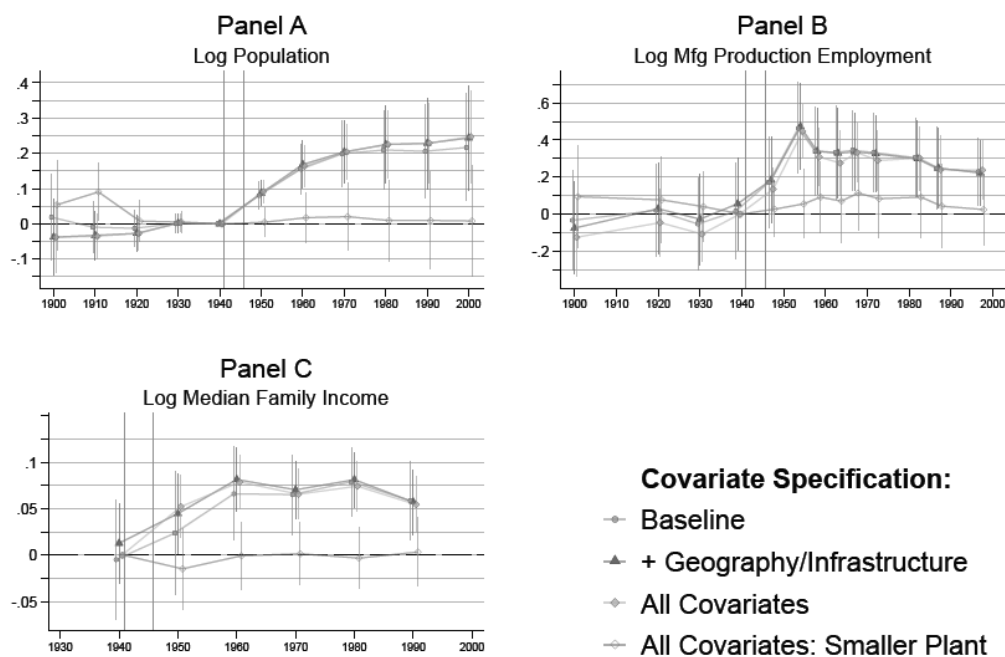 Panel A
Log Population
.4
.3
.2
.1
0
-.1
1900 1910 1920 1930 1940 1950 1960 1970 1980 1990 2000
Panel B
Log Mfg Production Employment
.6
.4
.2
0
-.2
1900 1910 1920 1930 1940 1950 1960 1970 1980 1990 2000
Panel C
Log Median Family Income
.1
.05
0
-.05
1930 1940 1950 1960 1970 1980 1990 2000
Covariate Specification:
Baseline
+ Geography/Infrastructure
All Covariates
All Covariates: Smaller Plant